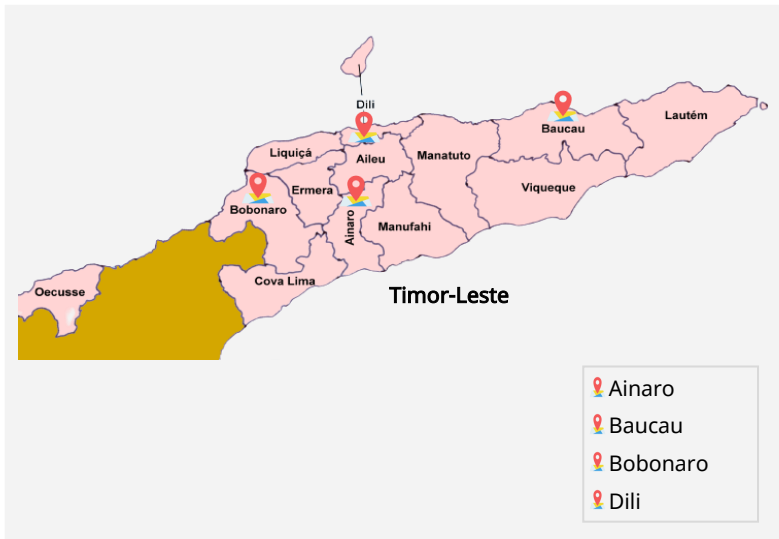 Dili
Lautém
Baucau
Liquiçá
Aileu
Manatuto
Ermera
Viqueque
Bobonaro
Ainaro
Manufahi
Cova Lima
Oecusse
Timor-Leste
Ainaro
Baucau
Bobonaro
Dili